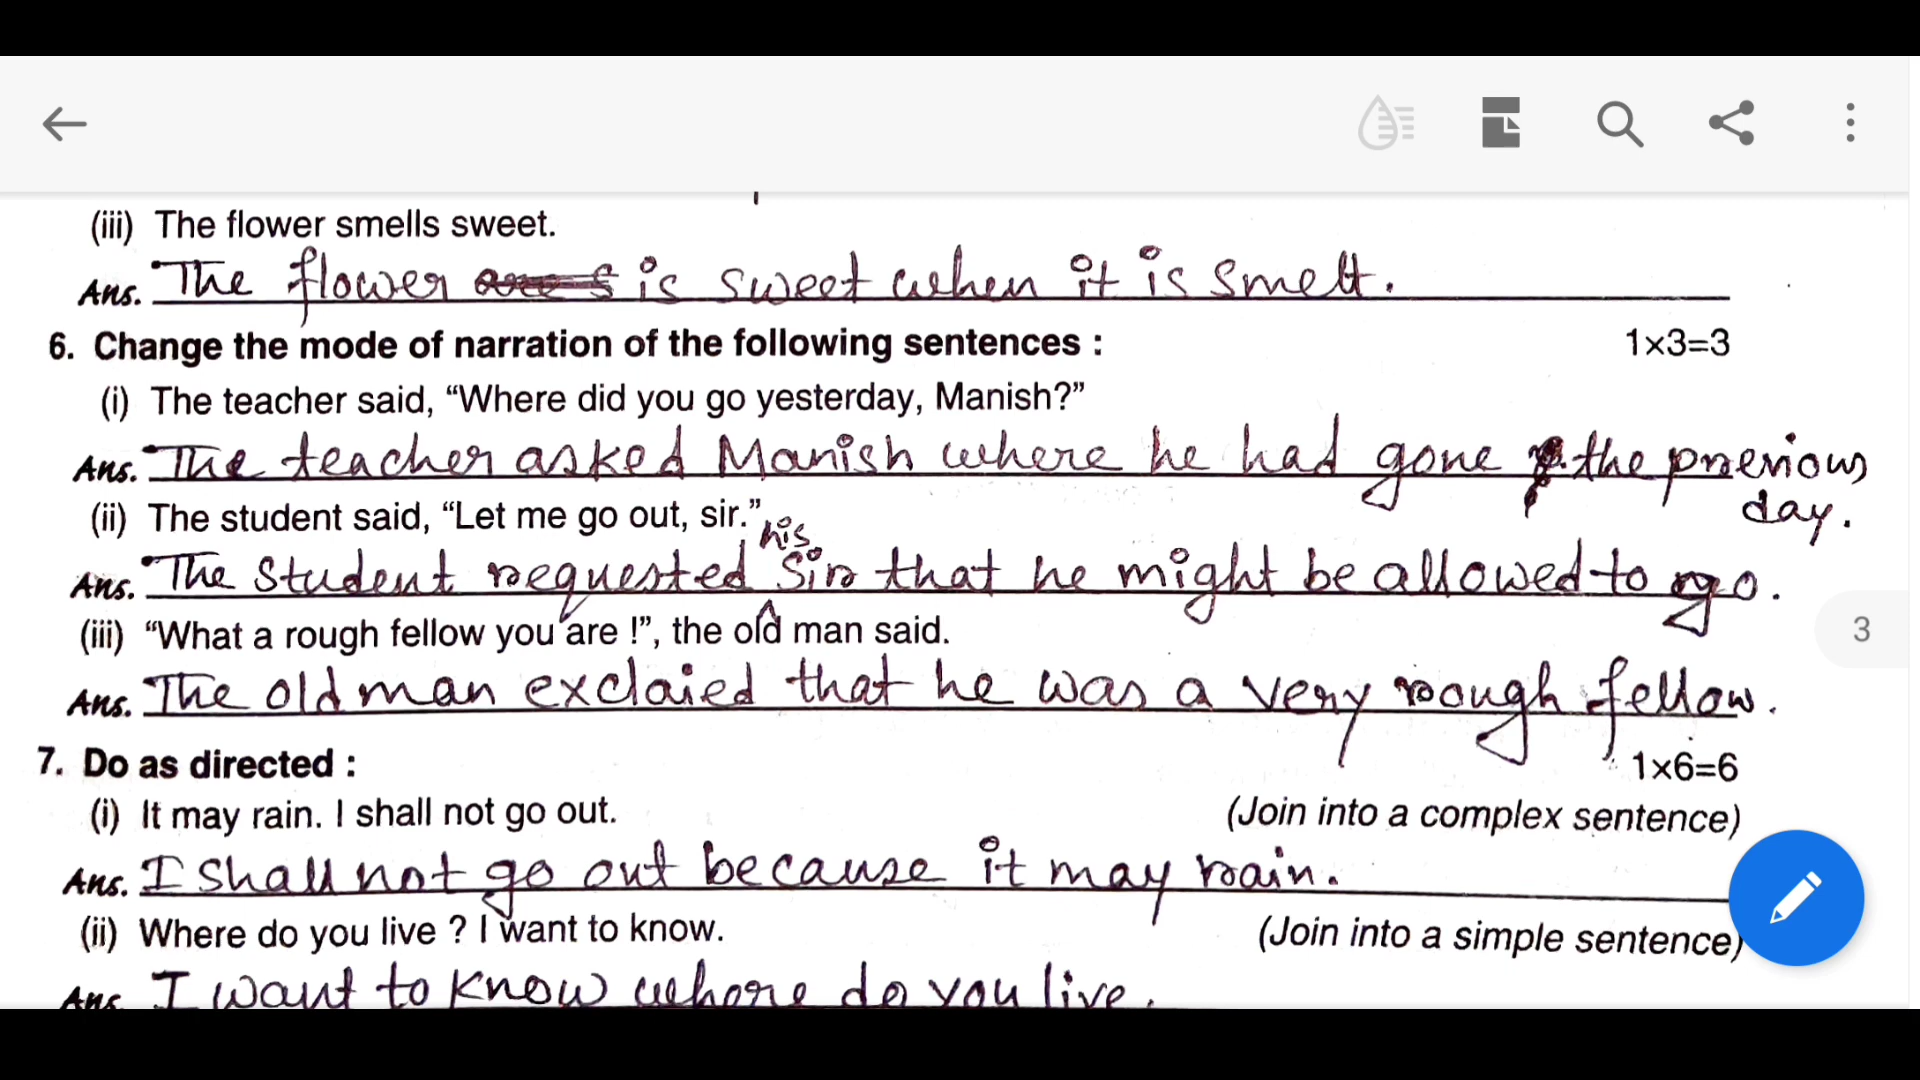 (iii) The flower smells sweet.
Ans. The flower is sweet when it is smelt.
6. Change the mode of narration of the following sentences : 1×3=3
(i) The teacher said, “Where did you go yesterday, Manish?”
Ans. The teacher asked Manish where he had gone the previous
day.
(ii) The student said, “Let me go out, sir.”
his
Ans. The student requested Sir that he might be allowed to go.
(iii) “What a rough fellow you are !”, the old man said.
Ans. The old man exclaied that he was a very rough fellow.
7. Do as directed : 1×6=6
(i) It may rain. I shall not go out. (Join into a complex sentence)
Ans. I shall not go out because it may rain.
(ii) Where do you live ? I want to know. (Join into a simple sentence)
Ans. I want to know where do you live.
3